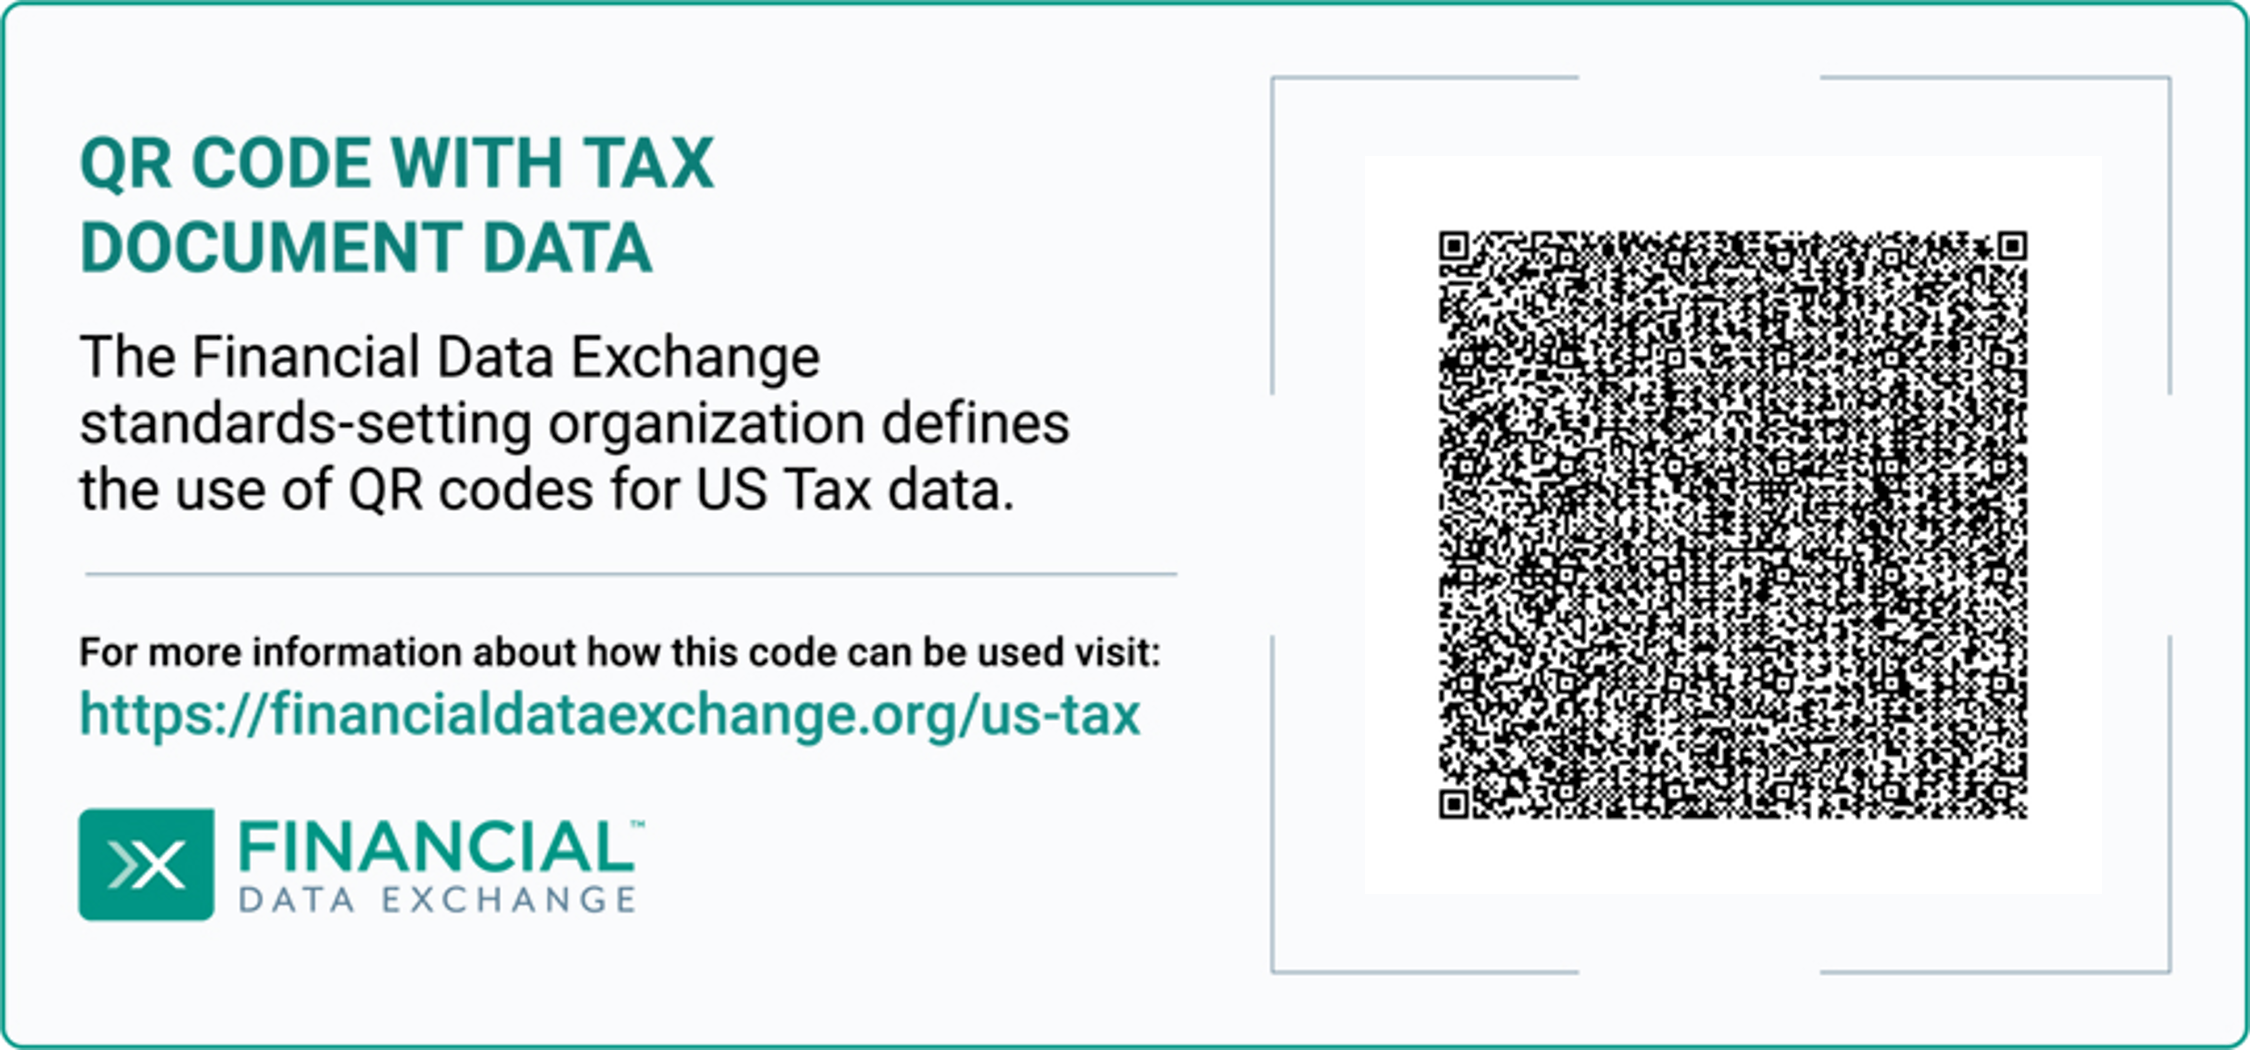 QR CODE WITH TAX
DOCUMENT DATA
The Financial Data Exchange
standards-setting organization defines
the use of QR codes for US Tax data.
For more information about how this code can be used visit:
https://financialdataexchange.org/us-tax
FINANCIAL™
DATA EXCHANGE